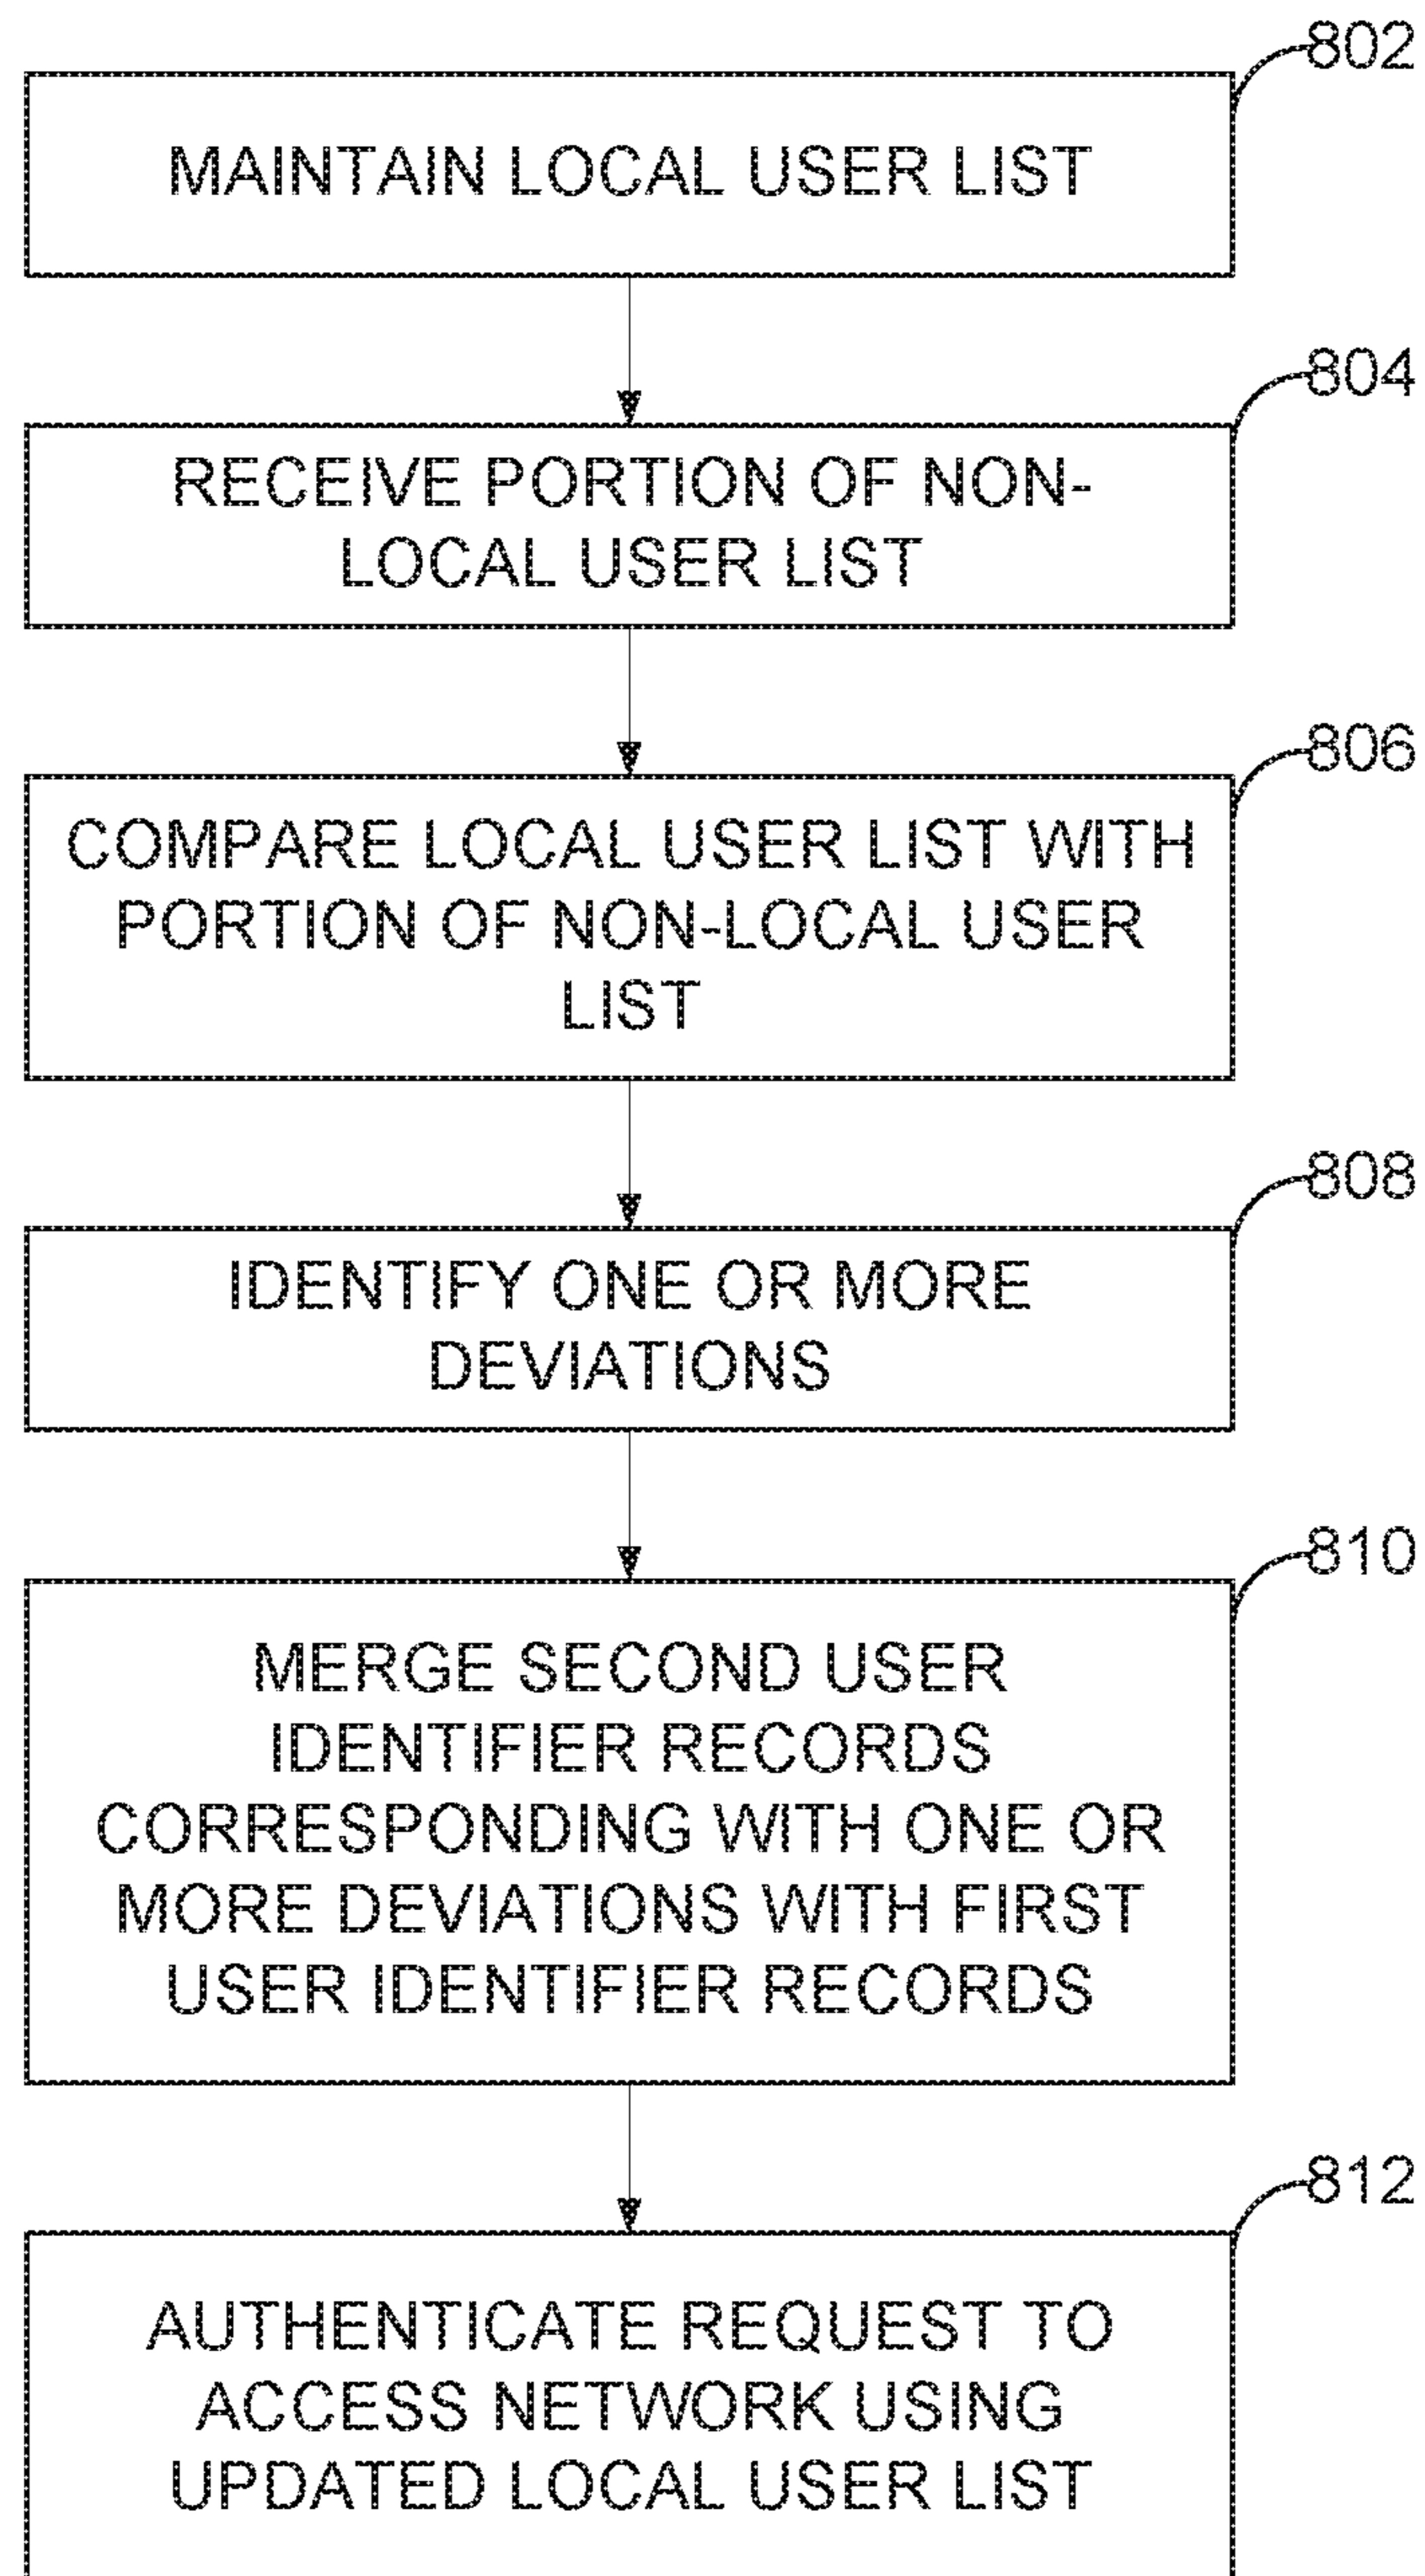 802
MAINTAIN LOCAL USER LIST
804
RECEIVE PORTION OF NON-
LOCAL USER LIST
806
COMPARE LOCAL USER LIST WITH
PORTION OF NON-LOCAL USER
LIST
808
IDENTIFY ONE OR MORE
DEVIATIONS
810
MERGE SECOND USER
IDENTIFIER RECORDS
CORRESPONDING WITH ONE OR
MORE DEVIATIONS WITH FIRST
USER IDENTIFIER RECORDS
812
AUTHENTICATE REQUEST TO
ACCESS NETWORK USING
UPDATED LOCAL USER LIST